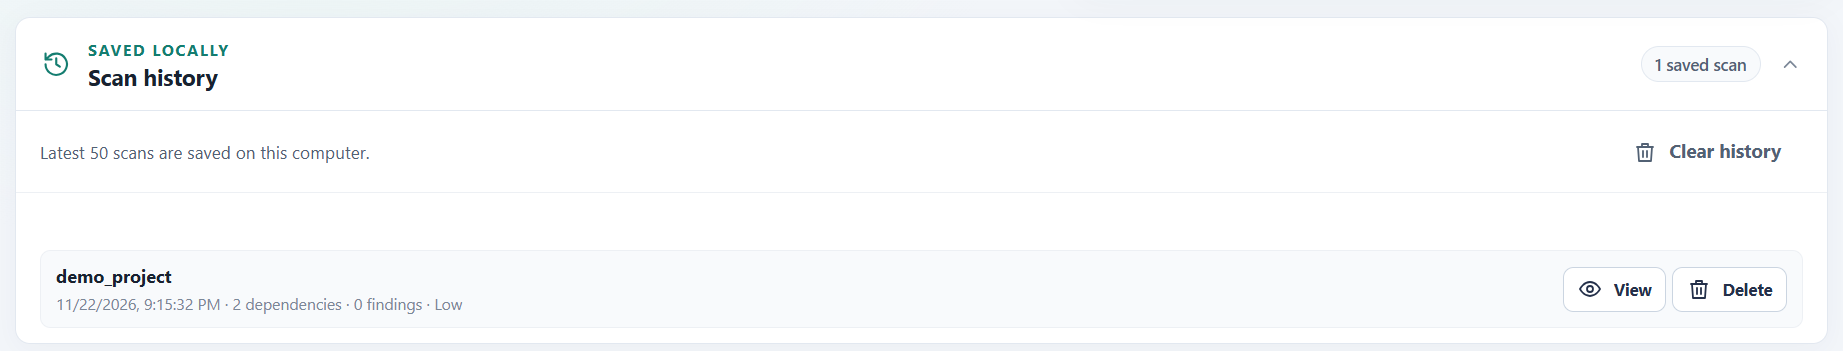 SAVED LOCALLY
Scan history
1 saved scan
Latest 50 scans are saved on this computer.
Clear history
demo_project
11/22/2026, 9:15:32 PM · 2 dependencies · 0 findings · Low
View
Delete